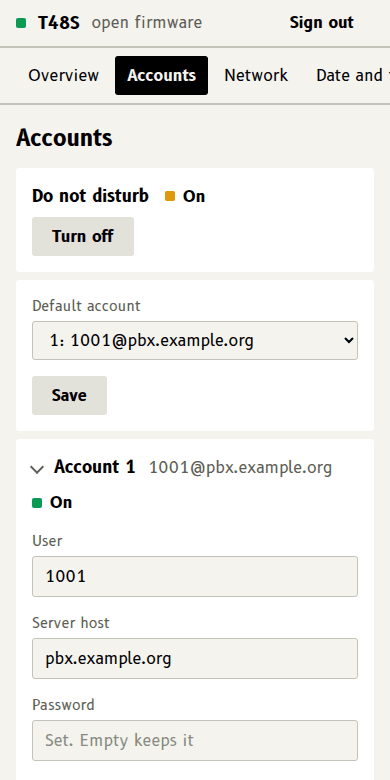 T48S open firmware Sign out
Overview Accounts Network Date and
Accounts
Do not disturb On
Turn off
Default account
1: 1001@pbx.example.org
Save
Account 1 1001@pbx.example.org
On
User
1001
Server host
pbx.example.org
Password
Set. Empty keeps it